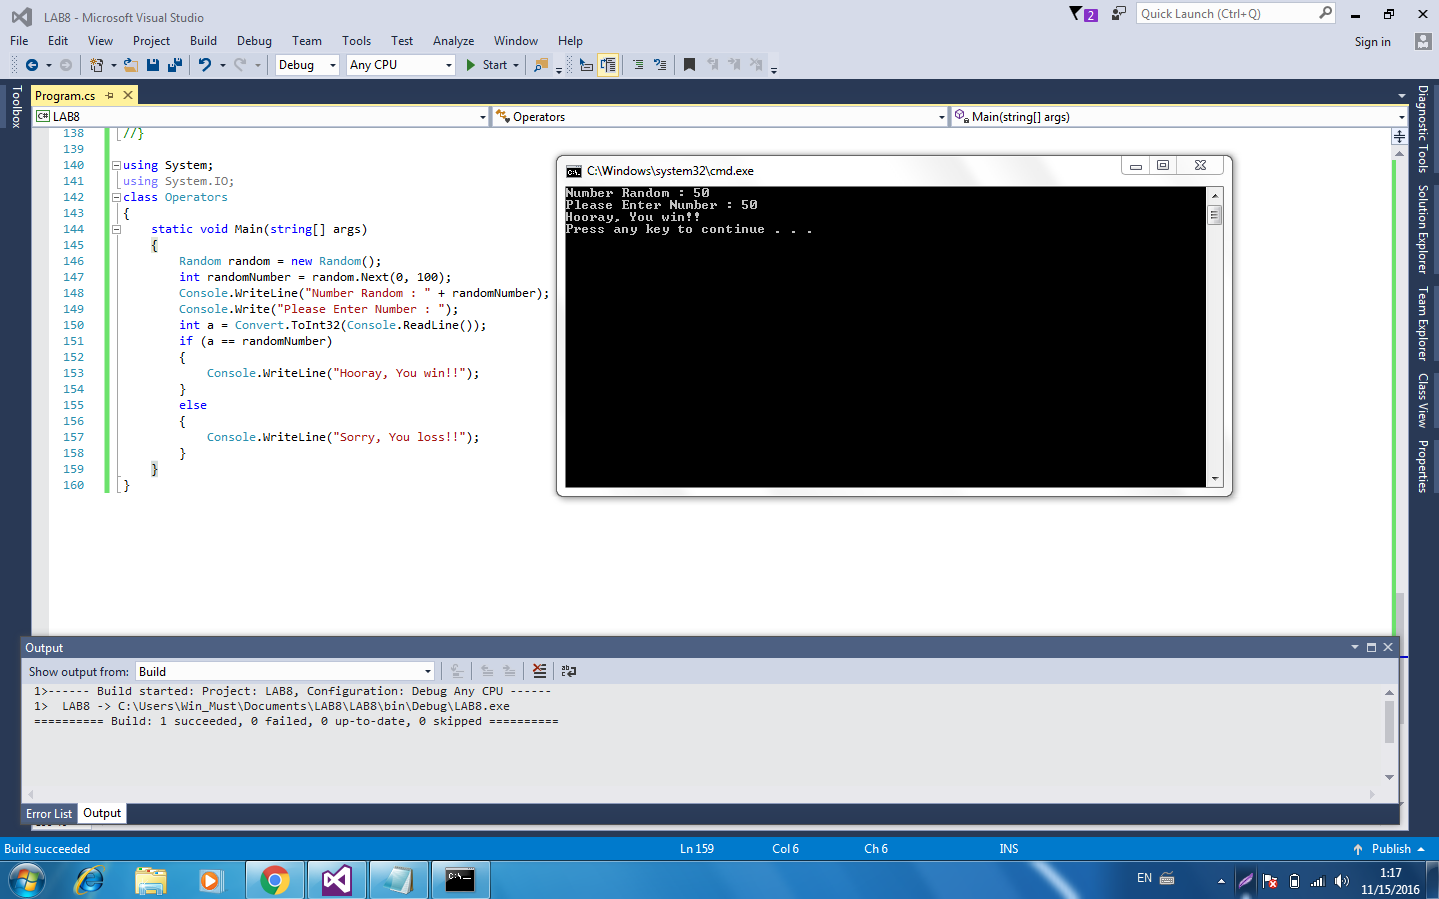 LAB8 - Microsoft Visual Studio
2
Quick Launch (Ctrl+Q)
File Edit View Project Build Debug Team Tools Test Analyze Window Help
Sign in
Debug Any CPU Start
Toolbox
Program.cs
C# LAB8 Operators Main(string[] args)
138 //}
139
140 using System;
141 using System.IO;
142 class Operators
143 {
144 static void Main(string[] args)
145 {
146 Random random = new Random();
147 int randomNumber = random.Next(0, 100);
148 Console.WriteLine("Number Random : " + randomNumber);
149 Console.Write("Please Enter Number : ");
150 int a = Convert.ToInt32(Console.ReadLine());
151 if (a == randomNumber)
152 {
153 Console.WriteLine("Hooray, You win!!");
154 }
155 else
156 {
157 Console.WriteLine("Sorry, You loss!!");
158 }
159 }
160 }
C:\Windows\system32\cmd.exe
Number Random : 50
Please Enter Number : 50
Hooray, You win!!
Press any key to continue . . .
Diagnostic Tools
Solution Explorer
Team Explorer
Class View
Properties
Output
Show output from: Build
1>------ Build started: Project: LAB8, Configuration: Debug Any CPU ------
1>  LAB8 -> C:\Users\Win_Must\Documents\LAB8\LAB8\bin\Debug\LAB8.exe
========== Build: 1 succeeded, 0 failed, 0 up-to-date, 0 skipped ==========
Error List Output
Build succeeded Ln 159 Col 6 Ch 6 INS Publish
EN
1:17
11/15/2016